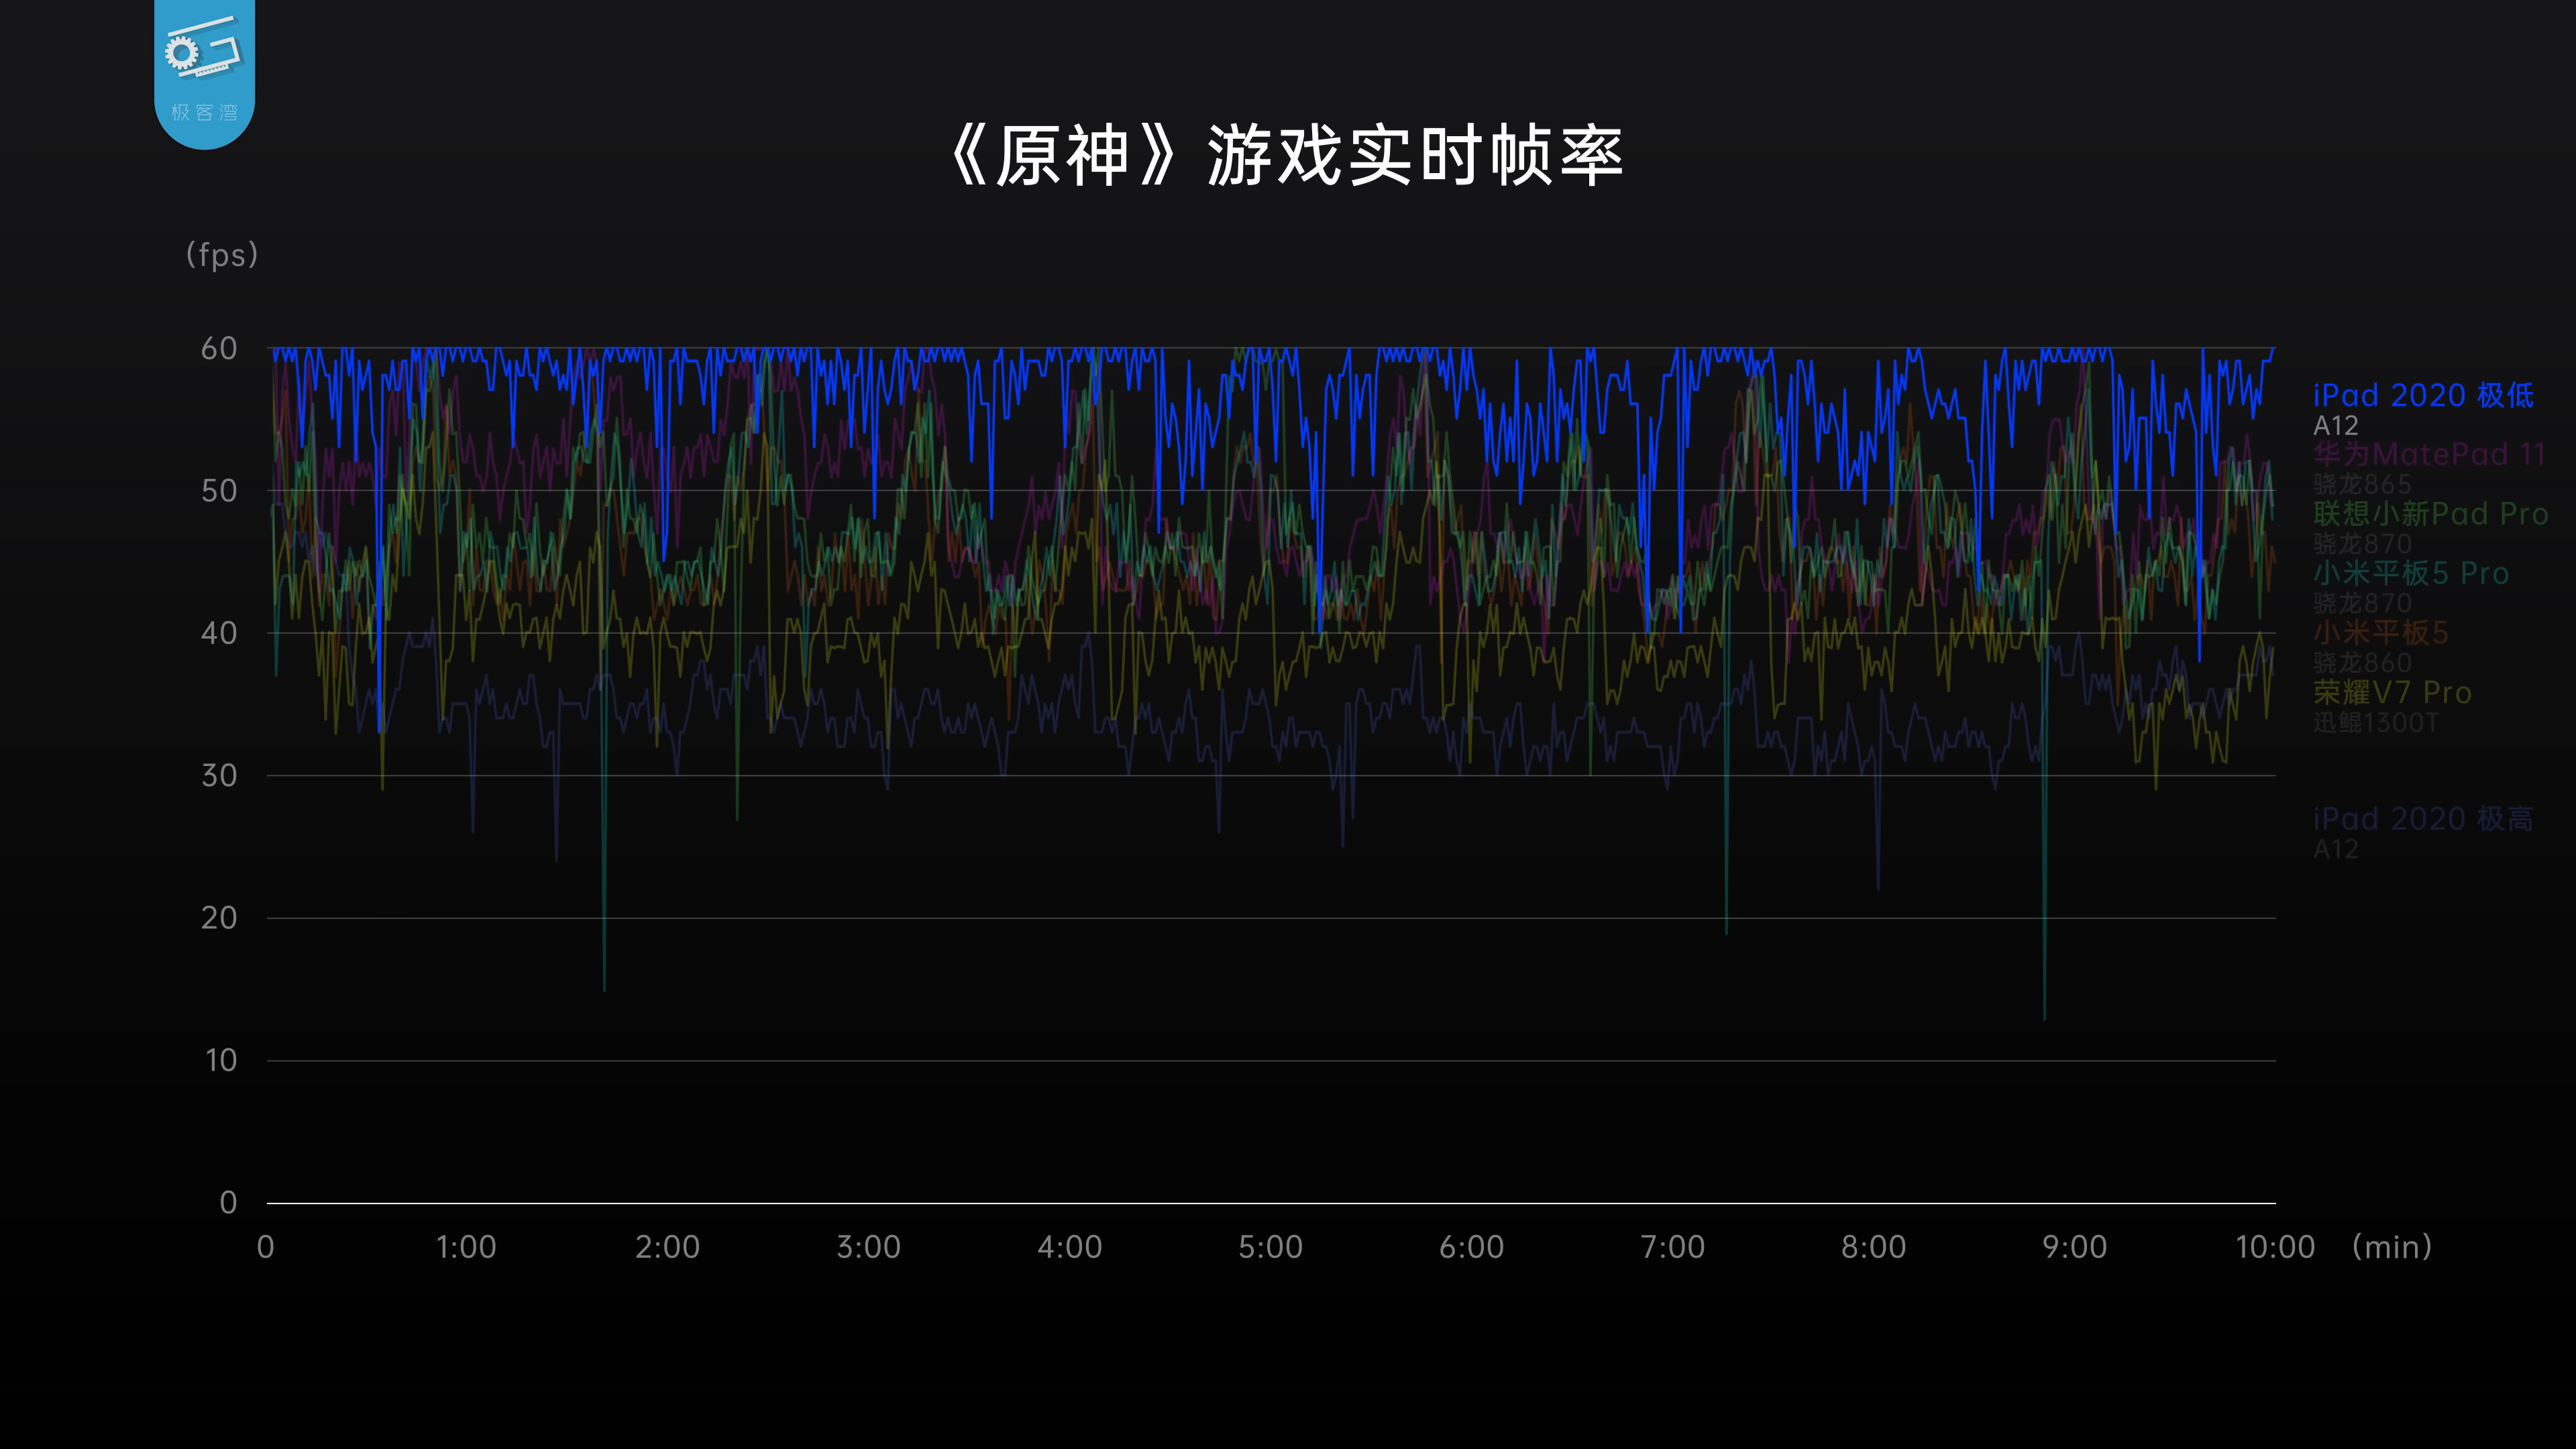 极客湾
《原神》游戏实时帧率
(fps)
60
50
40
30
20
10
0
0
1:00
2:00
3:00
4:00
5:00
6:00
7:00
8:00
9:00
10:00
(min)
iPad 2020 极低
A12
华为MatePad 11
骁龙865
联想小新Pad Pro
骁龙870
小米平板5 Pro
骁龙870
小米平板5
骁龙860
荣耀V7 Pro
迅鲲1300T
iPad 2020 极高
A12